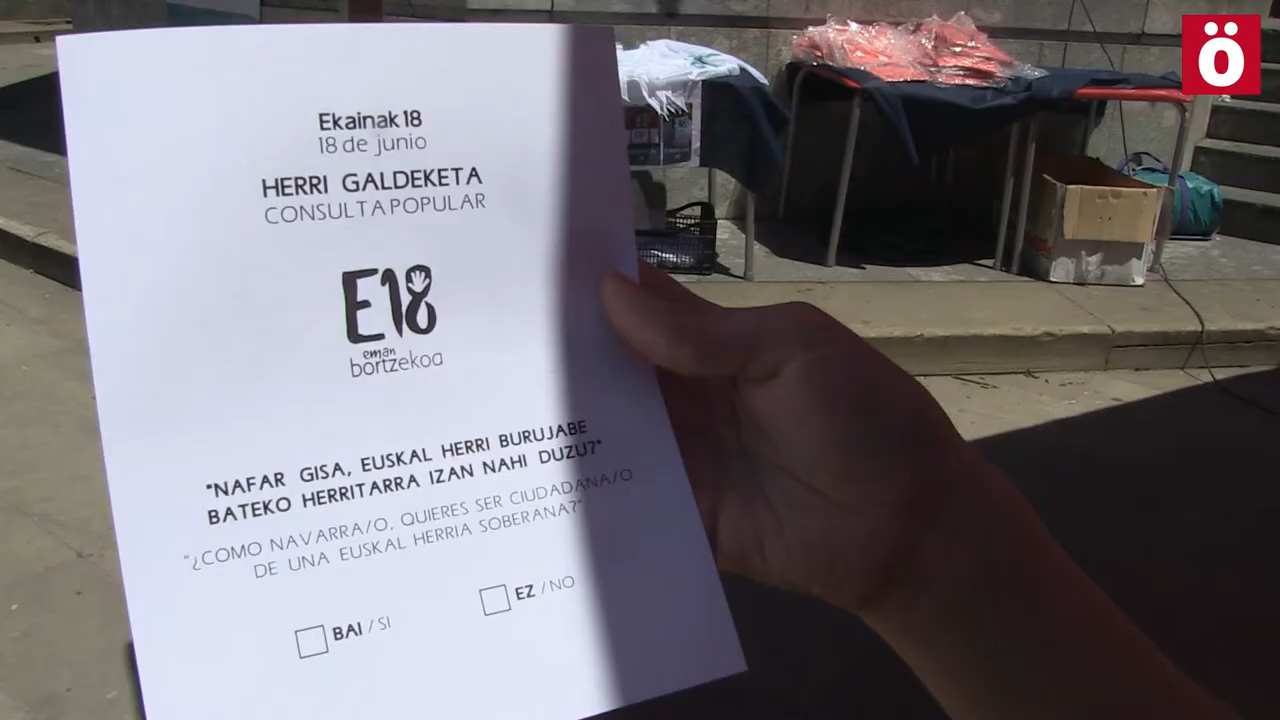 Ö
Ekainak 18
18 de junio
HERRI GALDEKETA
CONSULTA POPULAR
E18
eman
bortzekoa
"NAFAR GISA, EUSKAL HERRI BURUJABE
BATEKO HERRITARRA IZAN NAHI DUZU?"
"¿COMO NAVARRA/O, QUIERES SER CIUDADANA/O
DE UNA EUSKAL HERRIA SOBERANA?"
BAI / SI
EZ / NO